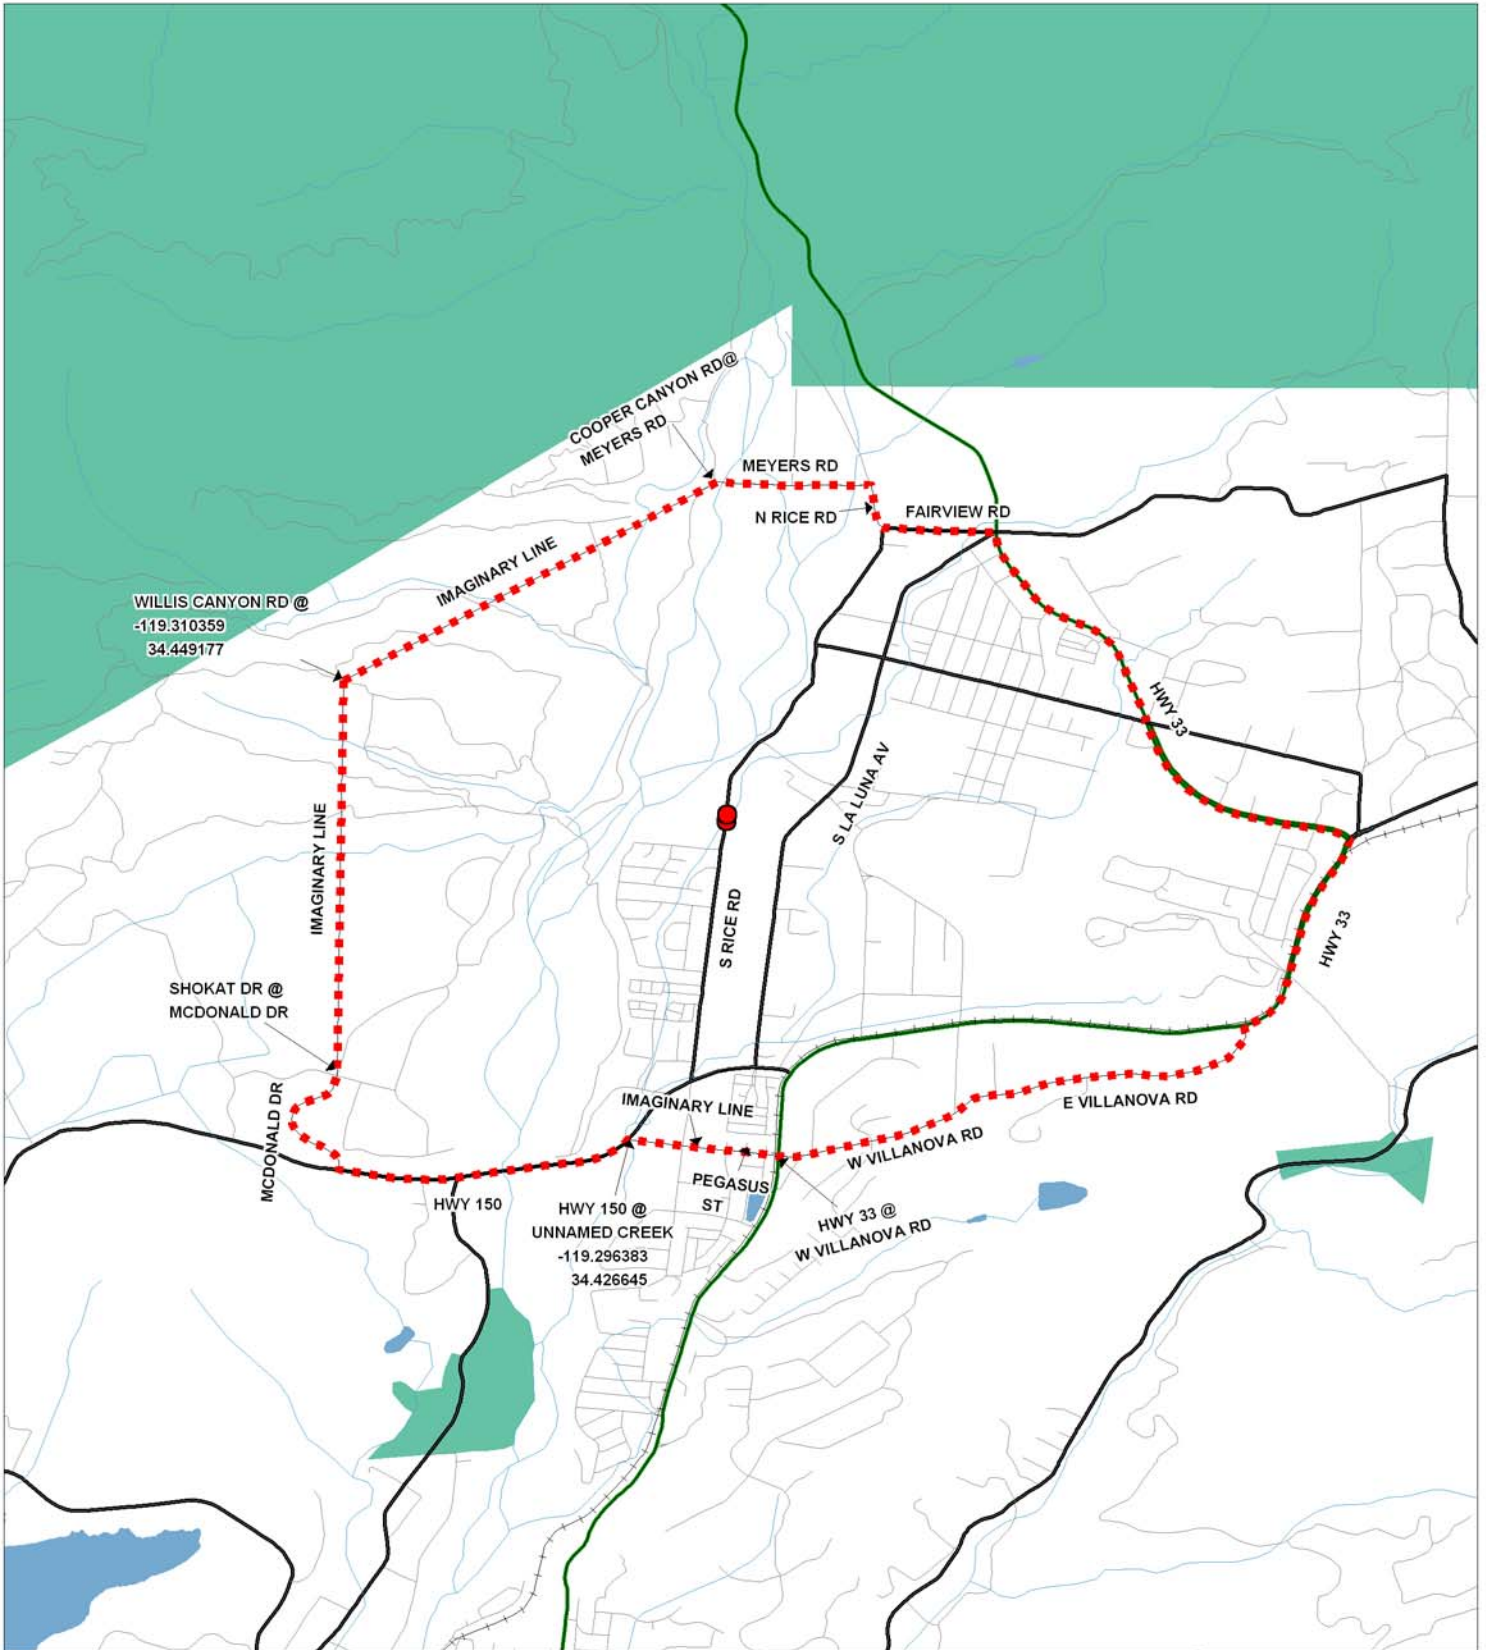 COOPER CANYON RD@
MEYERS RD
MEYERS RD
N RICE RD
FAIRVIEW RD
IMAGINARY LINE
WILLIS CANYON RD @
-119.310359
34.449177
HWY 33
S LA LUNA AV
IMAGINARY LINE
S RICE RD
HWY 33
SHOKAT DR @
MCDONALD DR
MCDONALD DR
IMAGINARY LINE
E VILLANOVA RD
W VILLANOVA RD
PEGASUS
ST
HWY 150
HWY 150 @
UNNAMED CREEK
-119.296383
34.426645
HWY 33 @
W VILLANOVA RD